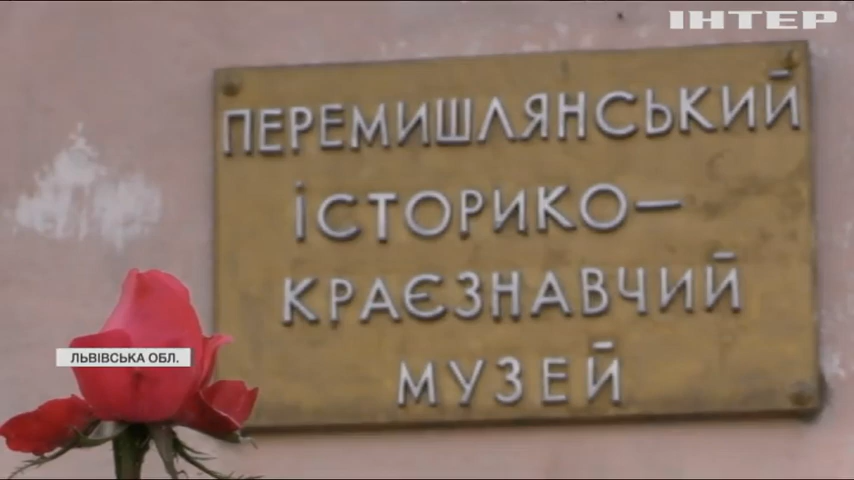 ІНТЕР
ПЕРЕМИШЛЯНСЬКИЙ
ІСТОРИКО–
КРАЄЗНАВЧИЙ
МУЗЕЙ
ЛЬВІВСЬКА ОБЛ.